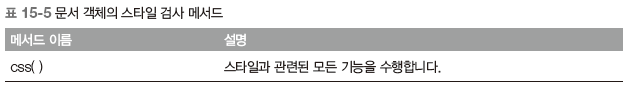 표 15-5 문서 객체의 스타일 검사 메서드
메서드 이름 설명
css( ) 스타일과 관련된 모든 기능을 수행합니다.